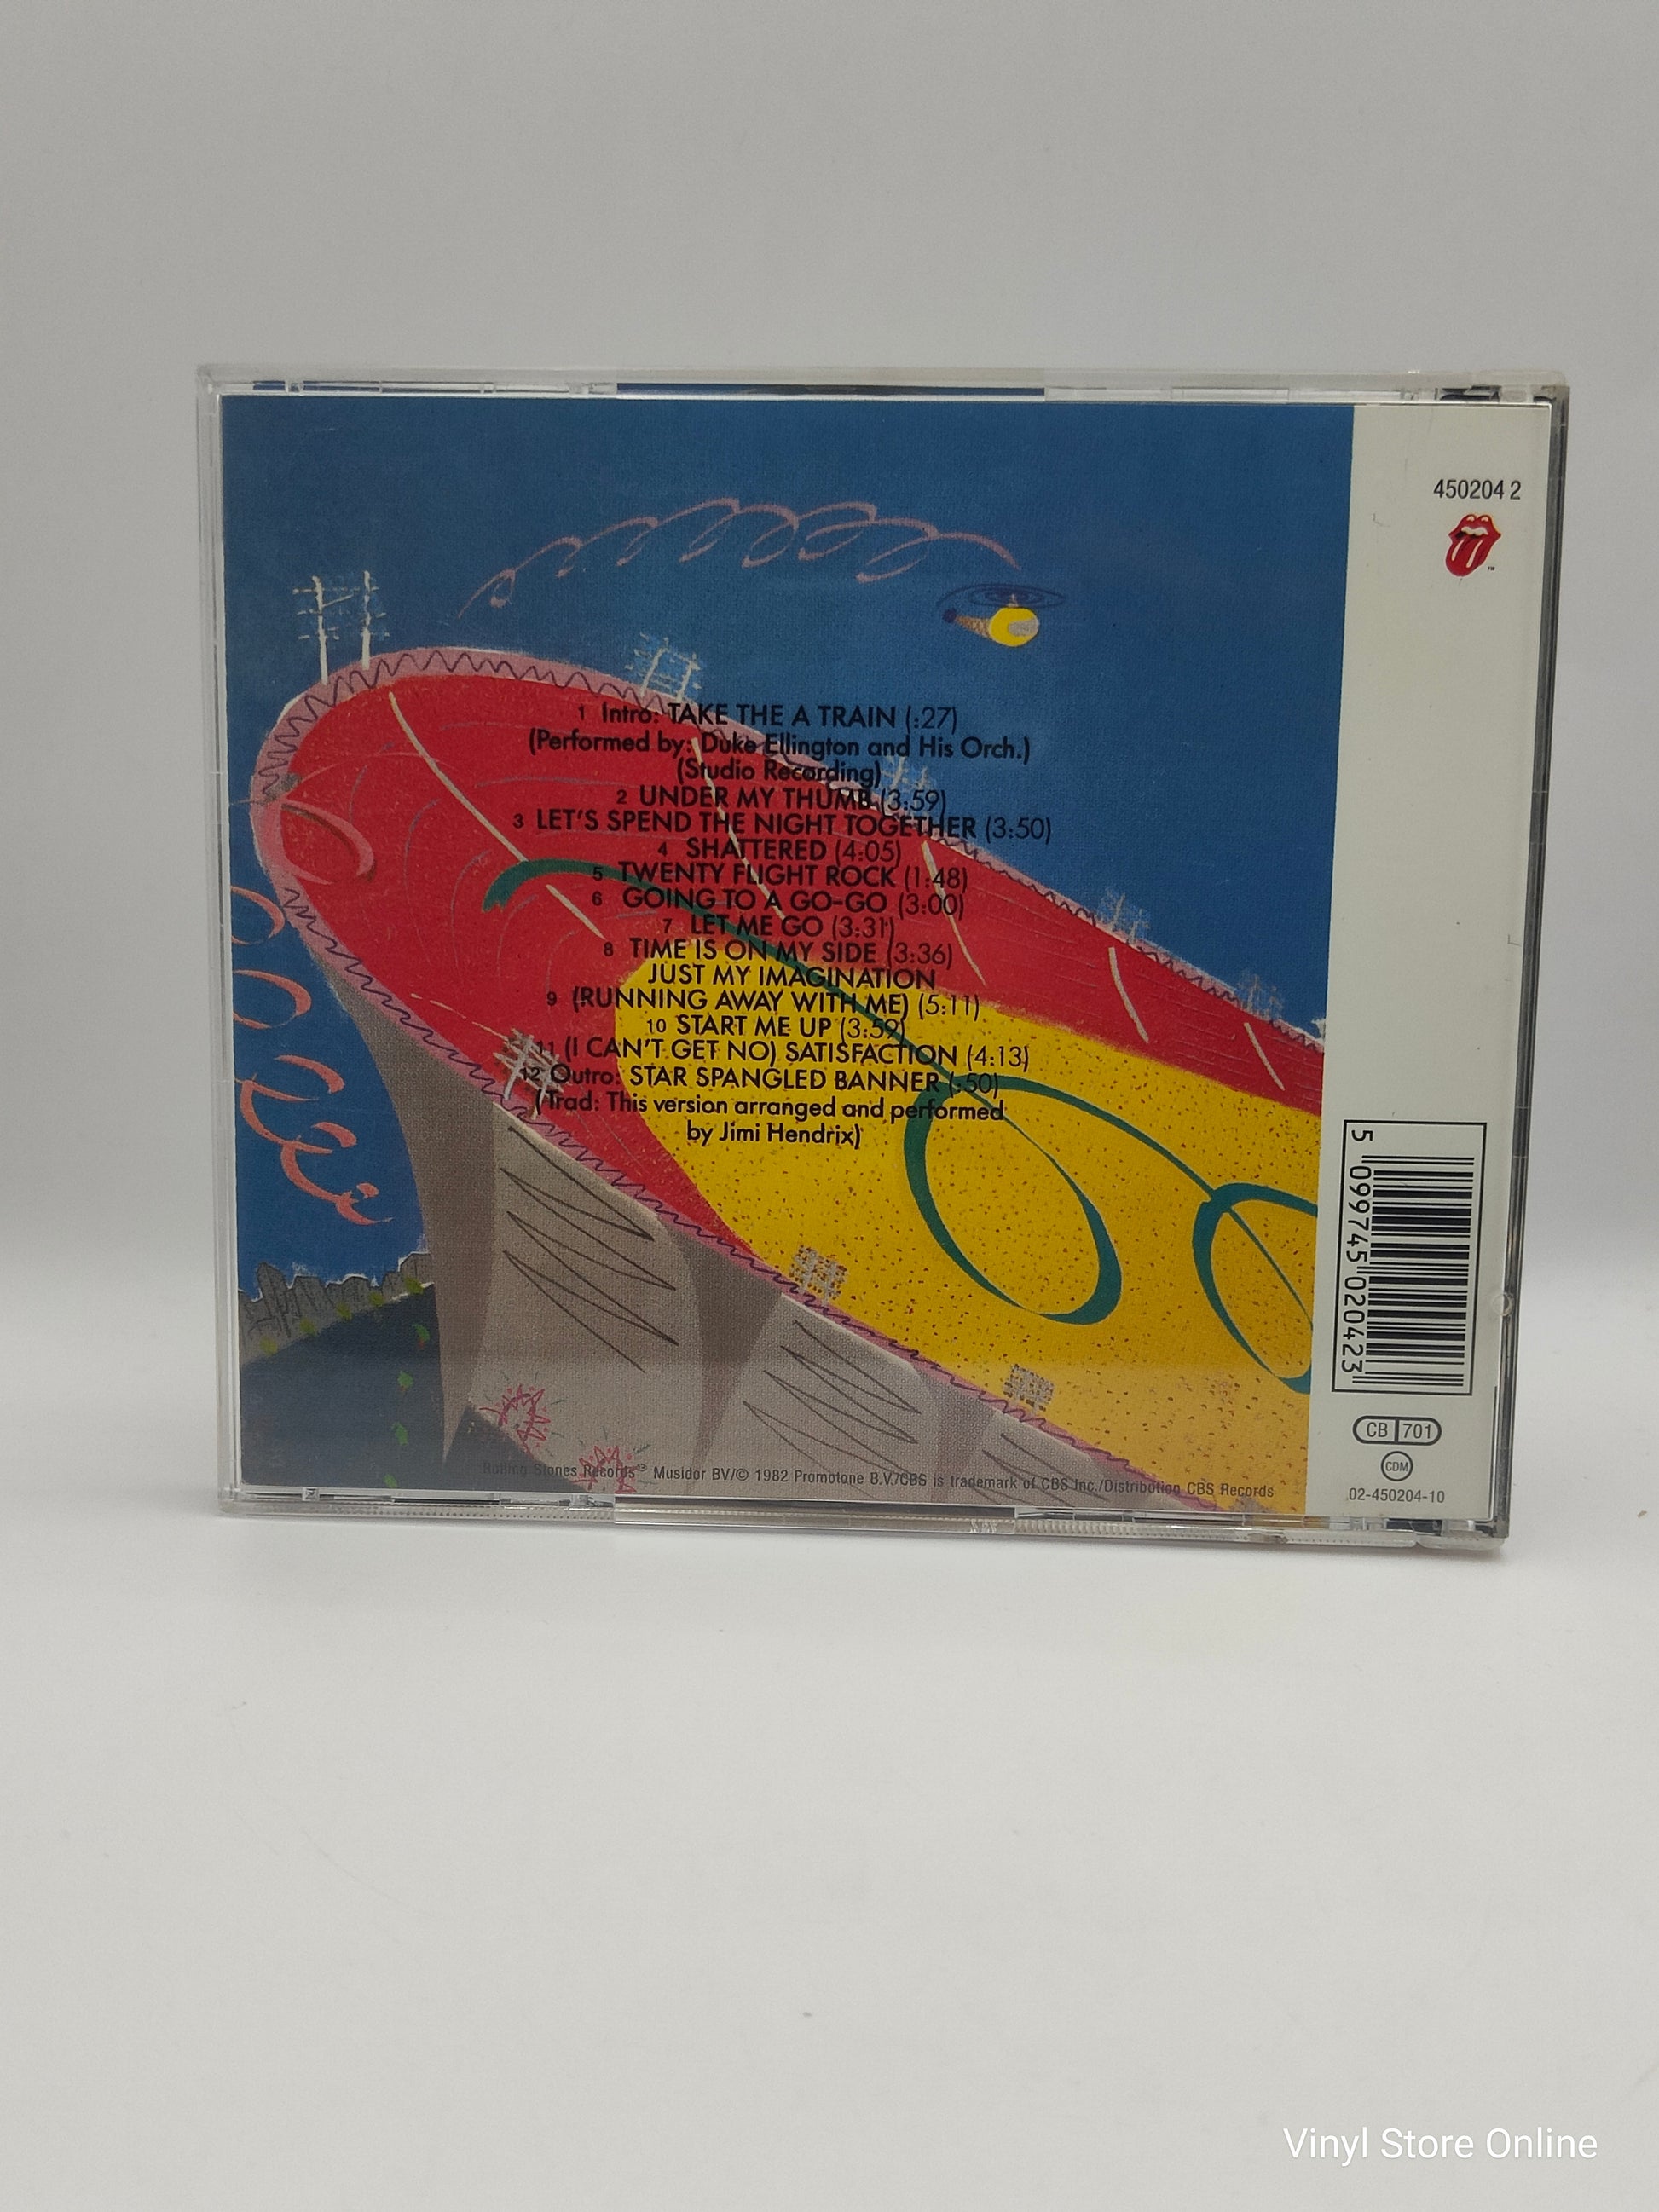 450204 2
TM
1 Intro: TAKE THE A TRAIN (:27)
(Performed by: Duke Ellington and His Orch.)
(Studio Recording)
2 UNDER MY THUMB (3:59)
3 LET'S SPEND THE NIGHT TOGETHER (3:50)
4 SHATTERED (4:05)
5 TWENTY FLIGHT ROCK (1:48)
6 GOING TO A GO-GO (3:00)
7 LET ME GO (3:31)
8 TIME IS ON MY SIDE (3:36)
JUST MY IMAGINATION
9 (RUNNING AWAY WITH ME) (5:11)
10 START ME UP (3:59)
11 (I CAN'T GET NO) SATISFACTION (4:13)
12 Outro: STAR SPANGLED BANNER (:50)
(Trad: This version arranged and performed
by Jimi Hendrix)
5 099745 020423
CB 701
CDM
02-450204-10
Rolling Stones Records Musidor BV/© 1982 Promotone B.V./CBS is trademark of CBS Inc./Distribution CBS Records
Vinyl Store Online